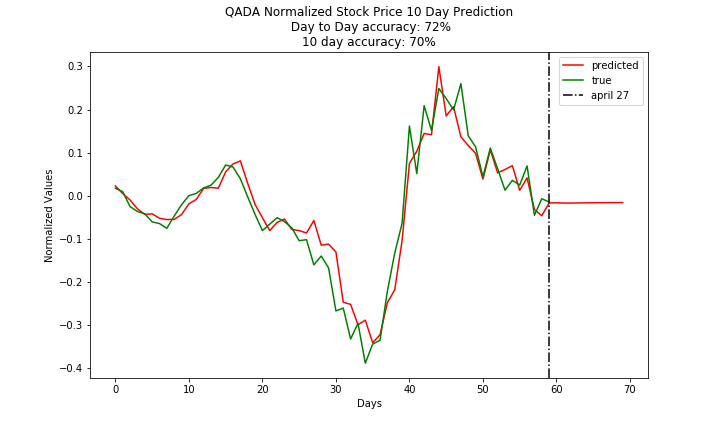 QADA Normalized Stock Price 10 Day Prediction
Day to Day accuracy: 72%
10 day accuracy: 70%
predicted
true
april 27
Normalized Values
0.3
0.2
0.1
0.0
−0.1
−0.2
−0.3
−0.4
0 10 20 30 40 50 60 70
Days